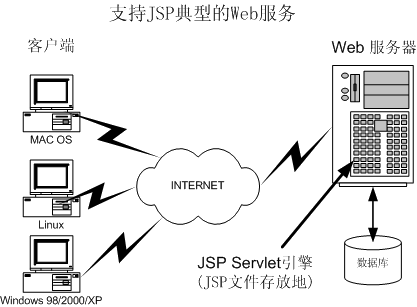 支持JSP典型的Web服务
客户端
Web 服务器
MAC OS
INTERNET
Linux
JSP Servlet引擎
(JSP文件存放地)
数据库
Windows 98/2000/XP